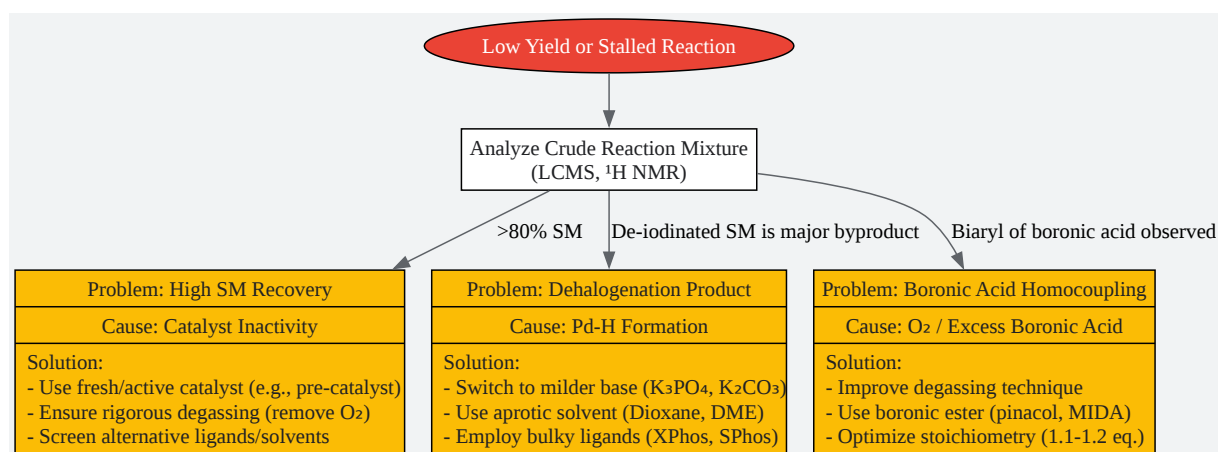 Low Yield or Stalled Reaction
Analyze Crude Reaction Mixture
(LCMS, ¹H NMR)
>80% SM
De-iodinated SM is major byproduct
Biaryl of boronic acid observed
Problem: High SM Recovery
Cause: Catalyst Inactivity
Solution:
- Use fresh/active catalyst (e.g., pre-catalyst)
- Ensure rigorous degassing (remove O₂)
- Screen alternative ligands/solvents
Problem: Dehalogenation Product
Cause: Pd-H Formation
Solution:
- Switch to milder base (K₃PO₄, K₂CO₃)
- Use aprotic solvent (Dioxane, DME)
- Employ bulky ligands (XPhos, SPhos)
Problem: Boronic Acid Homocoupling
Cause: O₂ / Excess Boronic Acid
Solution:
- Improve degassing technique
- Use boronic ester (pinacol, MIDA)
- Optimize stoichiometry (1.1-1.2 eq.)